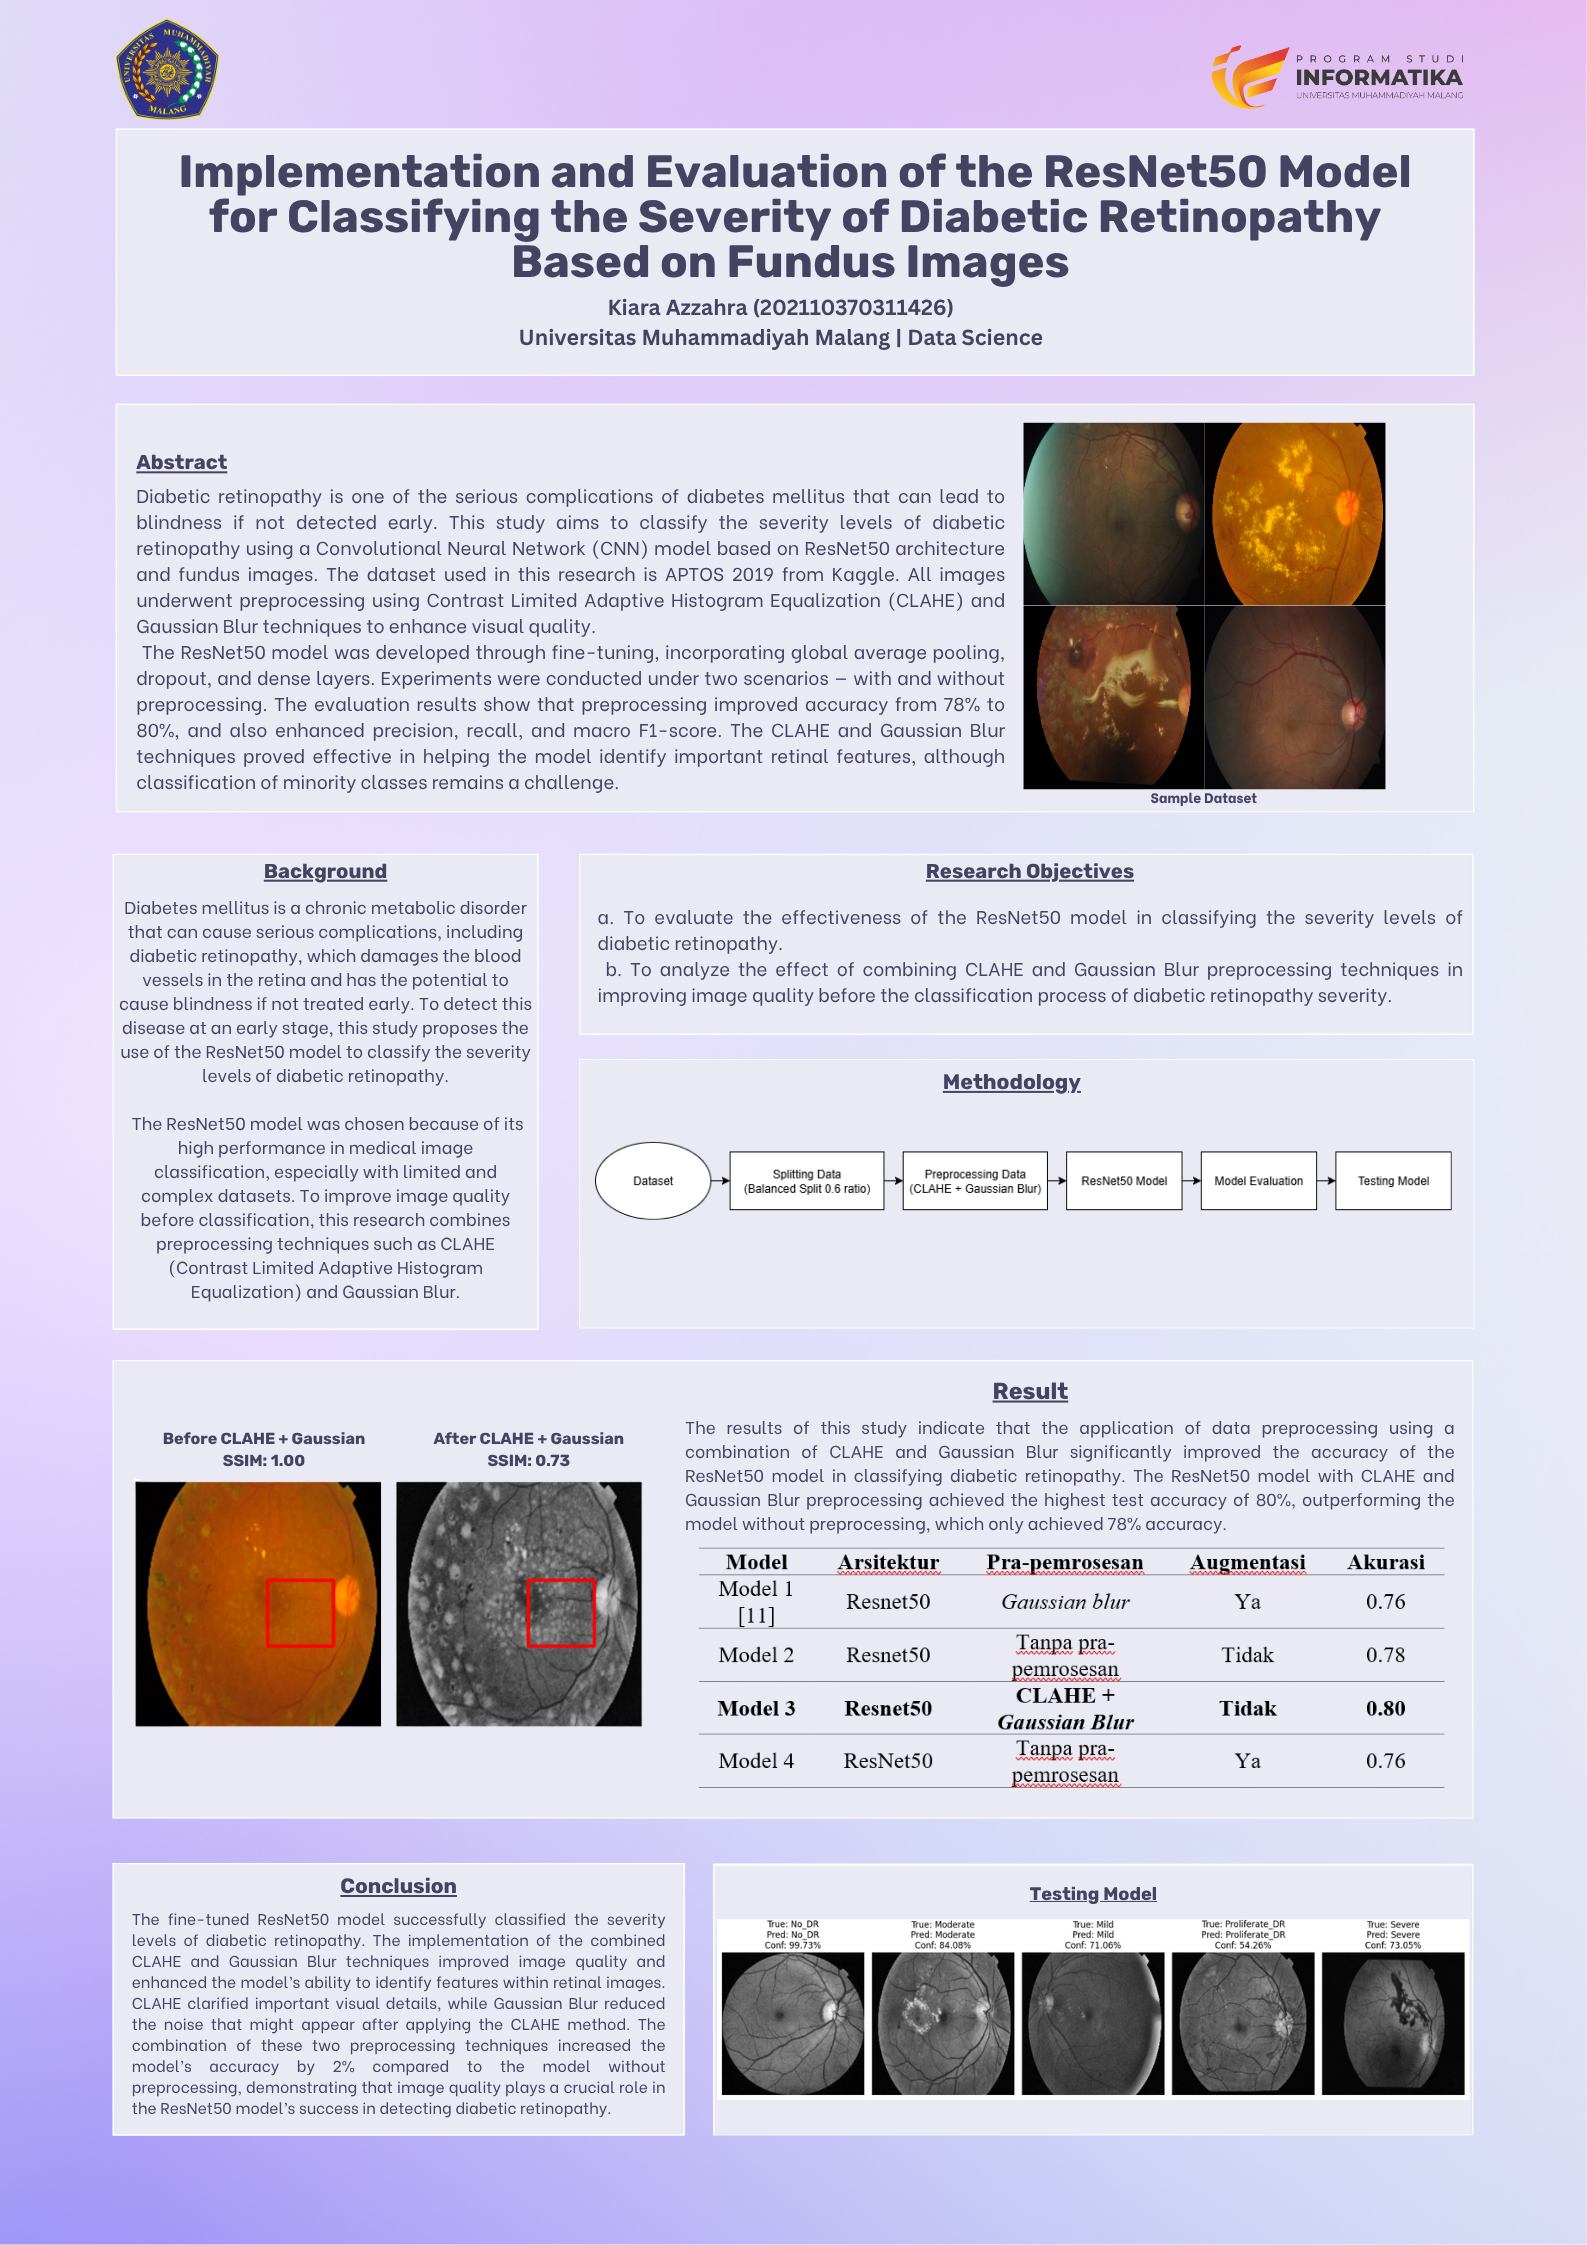 UNIVERSITAS MUHAMMADIYAH
MALANG
PROGRAM STUDI
INFORMATIKA
UNIVERSITAS MUHAMMADIYAH MALANG
Implementation and Evaluation of the ResNet50 Model
for Classifying the Severity of Diabetic Retinopathy
Based on Fundus Images
Kiara Azzahra (202110370311426)
Universitas Muhammadiyah Malang | Data Science
Abstract
Diabetic retinopathy is one of the serious complications of diabetes mellitus that can lead to
blindness if not detected early. This study aims to classify the severity levels of diabetic
retinopathy using a Convolutional Neural Network (CNN) model based on ResNet50 architecture
and fundus images. The dataset used in this research is APTOS 2019 from Kaggle. All images
underwent preprocessing using Contrast Limited Adaptive Histogram Equalization (CLAHE) and
Gaussian Blur techniques to enhance visual quality.
The ResNet50 model was developed through fine-tuning, incorporating global average pooling,
dropout, and dense layers. Experiments were conducted under two scenarios — with and without
preprocessing. The evaluation results show that preprocessing improved accuracy from 78% to
80%, and also enhanced precision, recall, and macro F1-score. The CLAHE and Gaussian Blur
techniques proved effective in helping the model identify important retinal features, although
classification of minority classes remains a challenge.
Sample Dataset
Background
Diabetes mellitus is a chronic metabolic disorder
that can cause serious complications, including
diabetic retinopathy, which damages the blood
vessels in the retina and has the potential to
cause blindness if not treated early. To detect this
disease at an early stage, this study proposes the
use of the ResNet50 model to classify the severity
levels of diabetic retinopathy.
The ResNet50 model was chosen because of its
high performance in medical image
classification, especially with limited and
complex datasets. To improve image quality
before classification, this research combines
preprocessing techniques such as CLAHE
(Contrast Limited Adaptive Histogram
Equalization) and Gaussian Blur.
Research Objectives
a. To evaluate the effectiveness of the ResNet50 model in classifying the severity levels of
diabetic retinopathy.
b. To analyze the effect of combining CLAHE and Gaussian Blur preprocessing techniques in
improving image quality before the classification process of diabetic retinopathy severity.
Methodology
Dataset
Splitting Data
(Balanced Split 0.6 ratio)
Preprocessing Data
(CLAHE + Gaussian Blur)
ResNet50 Model
Model Evaluation
Testing Model
Before CLAHE + Gaussian
SSIM: 1.00
After CLAHE + Gaussian
SSIM: 0.73
Result
The results of this study indicate that the application of data preprocessing using a
combination of CLAHE and Gaussian Blur significantly improved the accuracy of the
ResNet50 model in classifying diabetic retinopathy. The ResNet50 model with CLAHE and
Gaussian Blur preprocessing achieved the highest test accuracy of 80%, outperforming the
model without preprocessing, which only achieved 78% accuracy.
Model Arsitektur Pra-pemrosesan Augmentasi Akurasi
Model 1
[11] Resnet50 Gaussian blur Ya 0.76
Model 2 Resnet50 Tanpa pra-
pemrosesan Tidak 0.78
Model 3 Resnet50 CLAHE +
Gaussian Blur Tidak 0.80
Model 4 ResNet50 Tanpa pra-
pemrosesan Ya 0.76
Conclusion
The fine-tuned ResNet50 model successfully classified the severity
levels of diabetic retinopathy. The implementation of the combined
CLAHE and Gaussian Blur techniques improved image quality and
enhanced the model's ability to identify features within retinal images.
CLAHE clarified important visual details, while Gaussian Blur reduced
the noise that might appear after applying the CLAHE method. The
combination of these two preprocessing techniques increased the
model's accuracy by 2% compared to the model without
preprocessing, demonstrating that image quality plays a crucial role in
the ResNet50 model's success in detecting diabetic retinopathy.
Testing Model
True: No_DR
Pred: No_DR
Conf: 99.73%
True: Moderate
Pred: Moderate
Conf: 84.08%
True: Mild
Pred: Mild
Conf: 71.06%
True: Proliferate_DR
Pred: Proliferate_DR
Conf: 54.26%
True: Severe
Pred: Severe
Conf: 73.05%